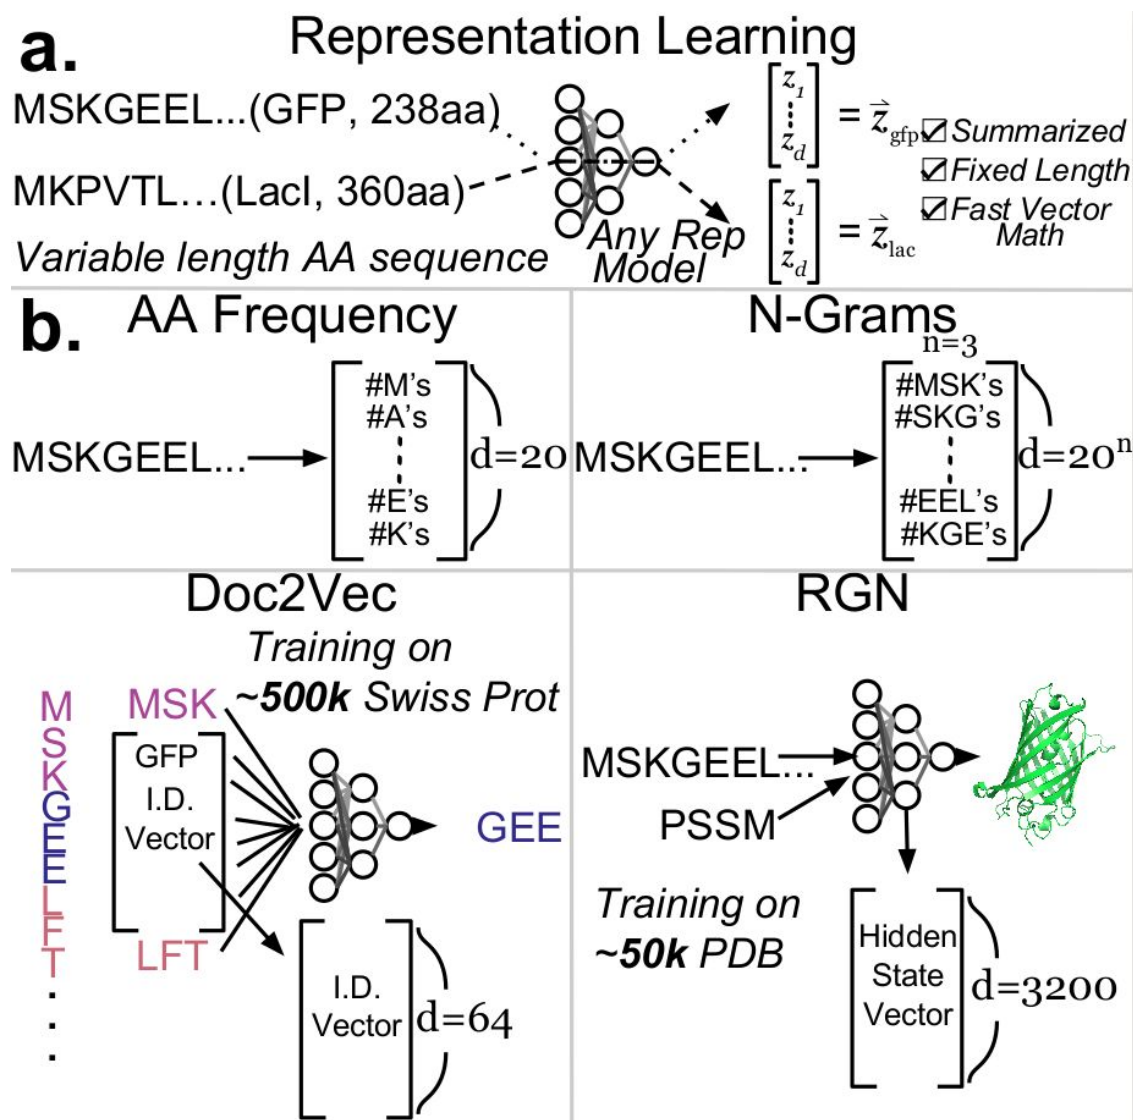 a.
Representation Learning
MSKGEEL...(GFP, 238aa)
MKPVTL...(LacI, 360aa)
Variable length AA sequence
Any Rep
Model
z1
zd
= z gfp
z1
zd
= z lac
☑ Summarized
☑ Fixed Length
☑ Fast Vector
Math
b.
AA Frequency
MSKGEEL...
#M's
#A's
#E's
#K's
d=20
N-Grams
n=3
MSKGEEL...
#MSK's
#SKG's
#EEL's
#KGE's
d=20ⁿ
Doc2Vec
Training on
~500k Swiss Prot
M
S
K
G
E
E
L
F
T
.
.
.
MSK
GFP
I.D.
Vector
LFT
GEE
I.D.
Vector
d=64
RGN
MSKGEEL...
PSSM
Training on
~50k PDB
Hidden
State
Vector
d=3200